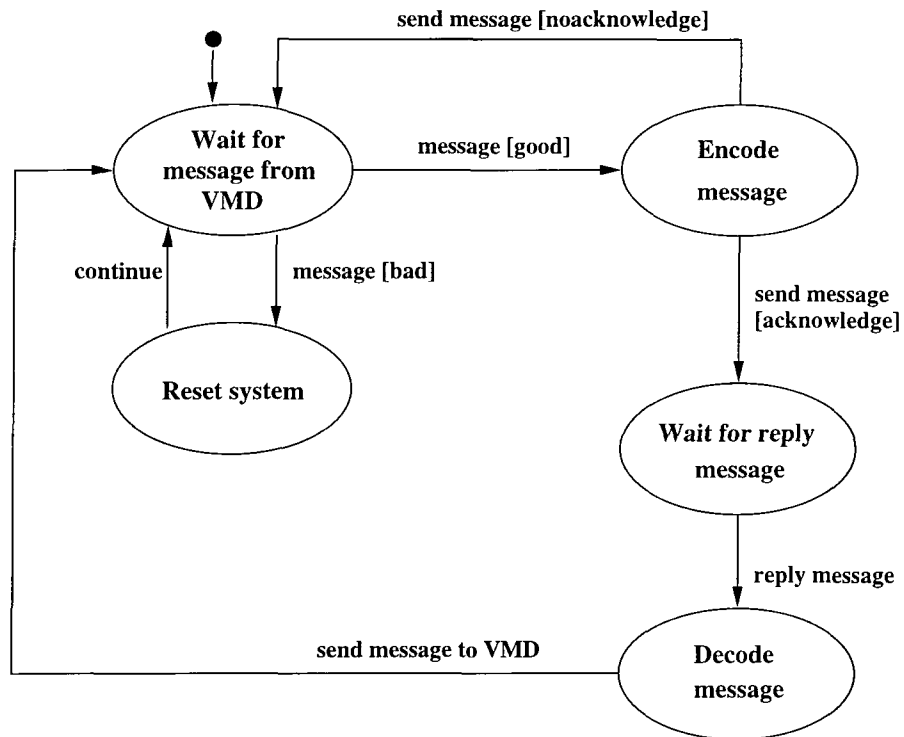 send message [noacknowledge]
Wait for
message from
VMD
message [good]
Encode
message
continue
message [bad]
send message
[acknowledge]
Reset system
Wait for reply
message
reply message
send message to VMD
Decode
message